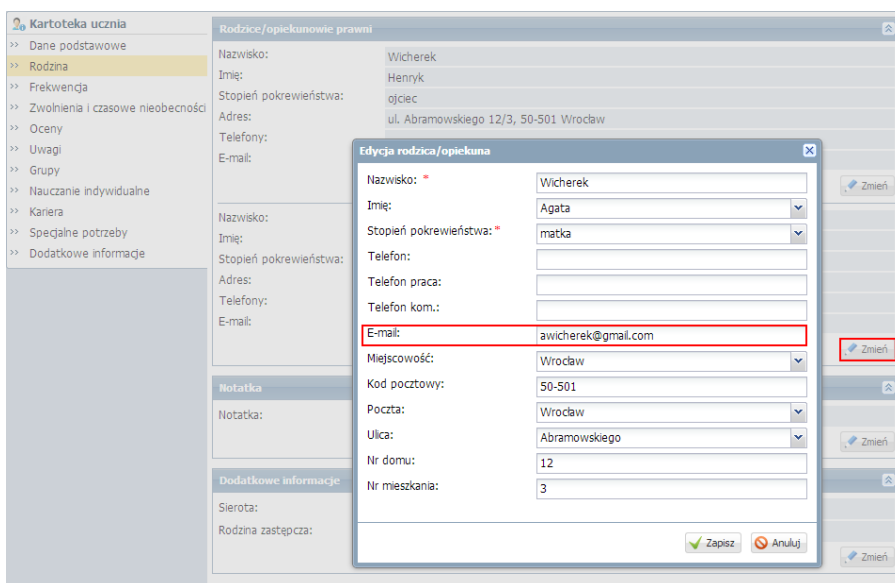 Kartoteka ucznia
>> Dane podstawowe
>> Rodzina
>> Frekwencja
>> Zwolnienia i czasowe nieobecności
>> Oceny
>> Uwagi
>> Grupy
>> Nauczanie indywidualne
>> Kariera
>> Specjalne potrzeby
>> Dodatkowe informacje
Rodzice/opiekunowie prawni
Nazwisko: Wicherek
Imię: Henryk
Stopień pokrewieństwa: ojciec
Adres: ul. Abramowskiego 12/3, 50-501 Wrocław
Telefony:
E-mail:
Zmień
Nazwisko:
Imię:
Stopień pokrewieństwa:
Adres:
Telefony:
E-mail:
Zmień
Notatka
Notatka:
Zmień
Dodatkowe informacje
Sierota:
Rodzina zastępcza:
Zmień
Edycja rodzica/opiekuna
Nazwisko: * Wicherek
Imię: Agata
Stopień pokrewieństwa: * matka
Telefon:
Telefon praca:
Telefon kom.:
E-mail: awicherek@gmail.com
Miejscowość: Wrocław
Kod pocztowy: 50-501
Poczta: Wrocław
Ulica: Abramowskiego
Nr domu: 12
Nr mieszkania: 3
Zapisz Anuluj